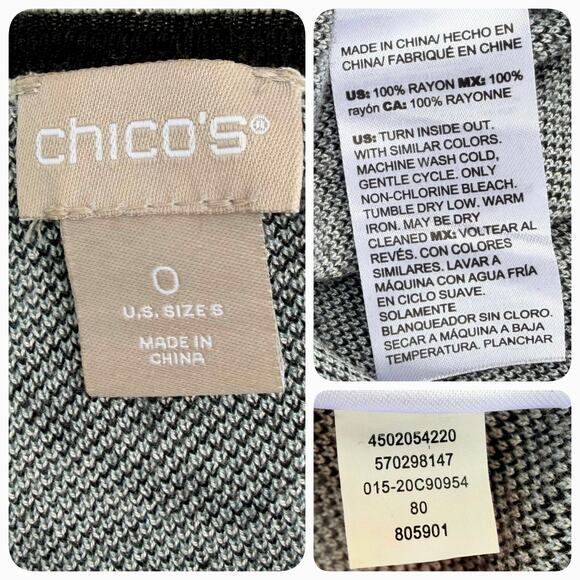 chico's®
0
U.S. SIZE S
MADE IN
CHINA
MADE IN CHINA/ HECHO EN
CHINA/ FABRIQUÉ EN CHINE
US: 100% RAYON MX: 100%
rayón CA: 100% RAYONNE
US: TURN INSIDE OUT.
WITH SIMILAR COLORS.
MACHINE WASH COLD,
GENTLE CYCLE. ONLY
NON-CHLORINE BLEACH.
TUMBLE DRY LOW. WARM
IRON. MAY BE DRY
CLEANED MX: VOLTEAR AL
REVÉS. CON COLORES
SIMILARES. LAVAR A
MÁQUINA CON AGUA FRÍA
EN CICLO SUAVE.
SOLAMENTE
BLANQUEADOR SIN CLORO.
SECAR A MÁQUINA A BAJA
TEMPERATURA. PLANCHAR
4502054220
570298147
015-20C90954
80
805901